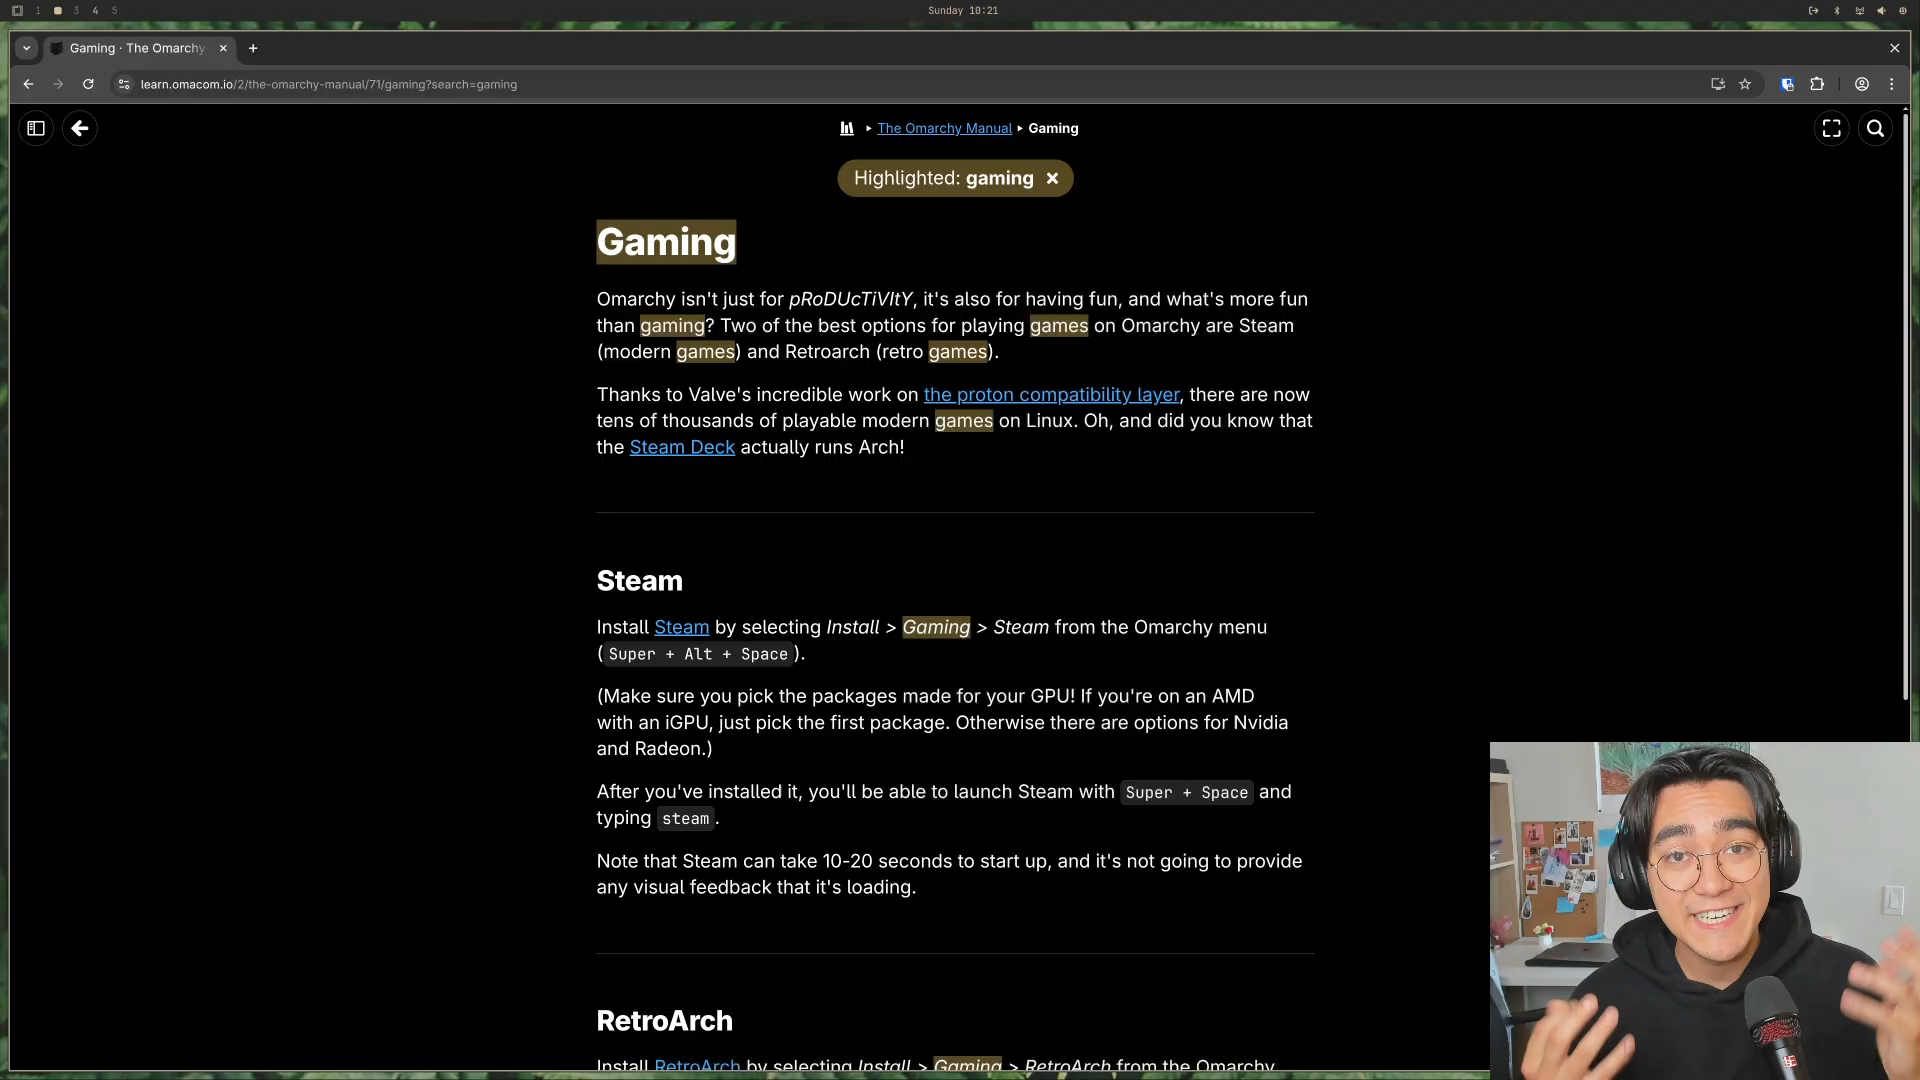 1 3 4 5
Sunday 10:21
Gaming · The Omarchy
learn.omacom.io/2/the-omarchy-manual/71/gaming?search=gaming
The Omarchy Manual ▸ Gaming
Highlighted: gaming ×
Gaming
Omarchy isn't just for pRoDUcTiVItY, it's also for having fun, and what's more fun
than gaming? Two of the best options for playing games on Omarchy are Steam
(modern games) and Retroarch (retro games).
Thanks to Valve's incredible work on the proton compatibility layer, there are now
tens of thousands of playable modern games on Linux. Oh, and did you know that
the Steam Deck actually runs Arch!
Steam
Install Steam by selecting Install > Gaming > Steam from the Omarchy menu
(Super + Alt + Space).
(Make sure you pick the packages made for your GPU! If you're on an AMD
with an iGPU, just pick the first package. Otherwise there are options for Nvidia
and Radeon.)
After you've installed it, you'll be able to launch Steam with Super + Space and
typing steam.
Note that Steam can take 10-20 seconds to start up, and it's not going to provide
any visual feedback that it's loading.
RetroArch
Install RetroArch by selecting Install > Gaming > RetroArch from the Omarchy